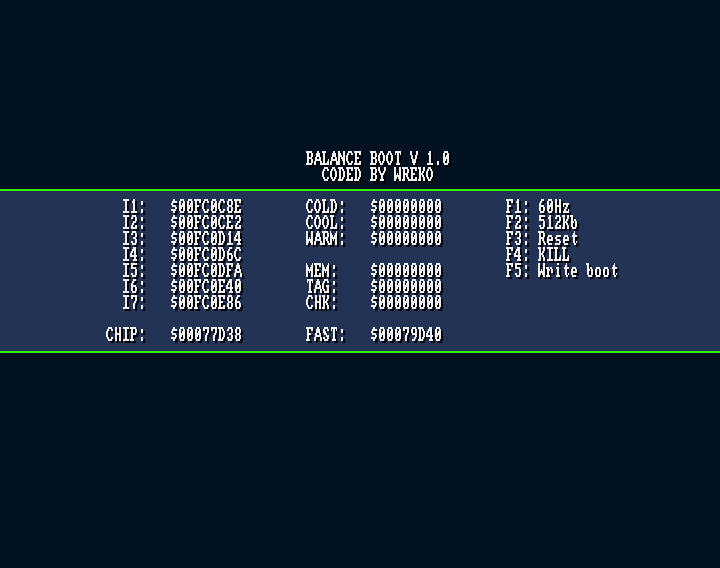 BALANCE BOOT V 1.0
CODED BY WREKO
I1: $00FC0C8E COLD: $00000000 F1: 60Hz
I2: $00FC0CE2 COOL: $00000000 F2: 512Kb
I3: $00FC0D14 WARM: $00000000 F3: Reset
I4: $00FC0D6C F4: KILL
I5: $00FC0DFA MEM: $00000000 F5: Write boot
I6: $00FC0E40 TAG: $00000000
I7: $00FC0E86 CHK: $00000000
CHIP: $00077D38 FAST: $00079D40